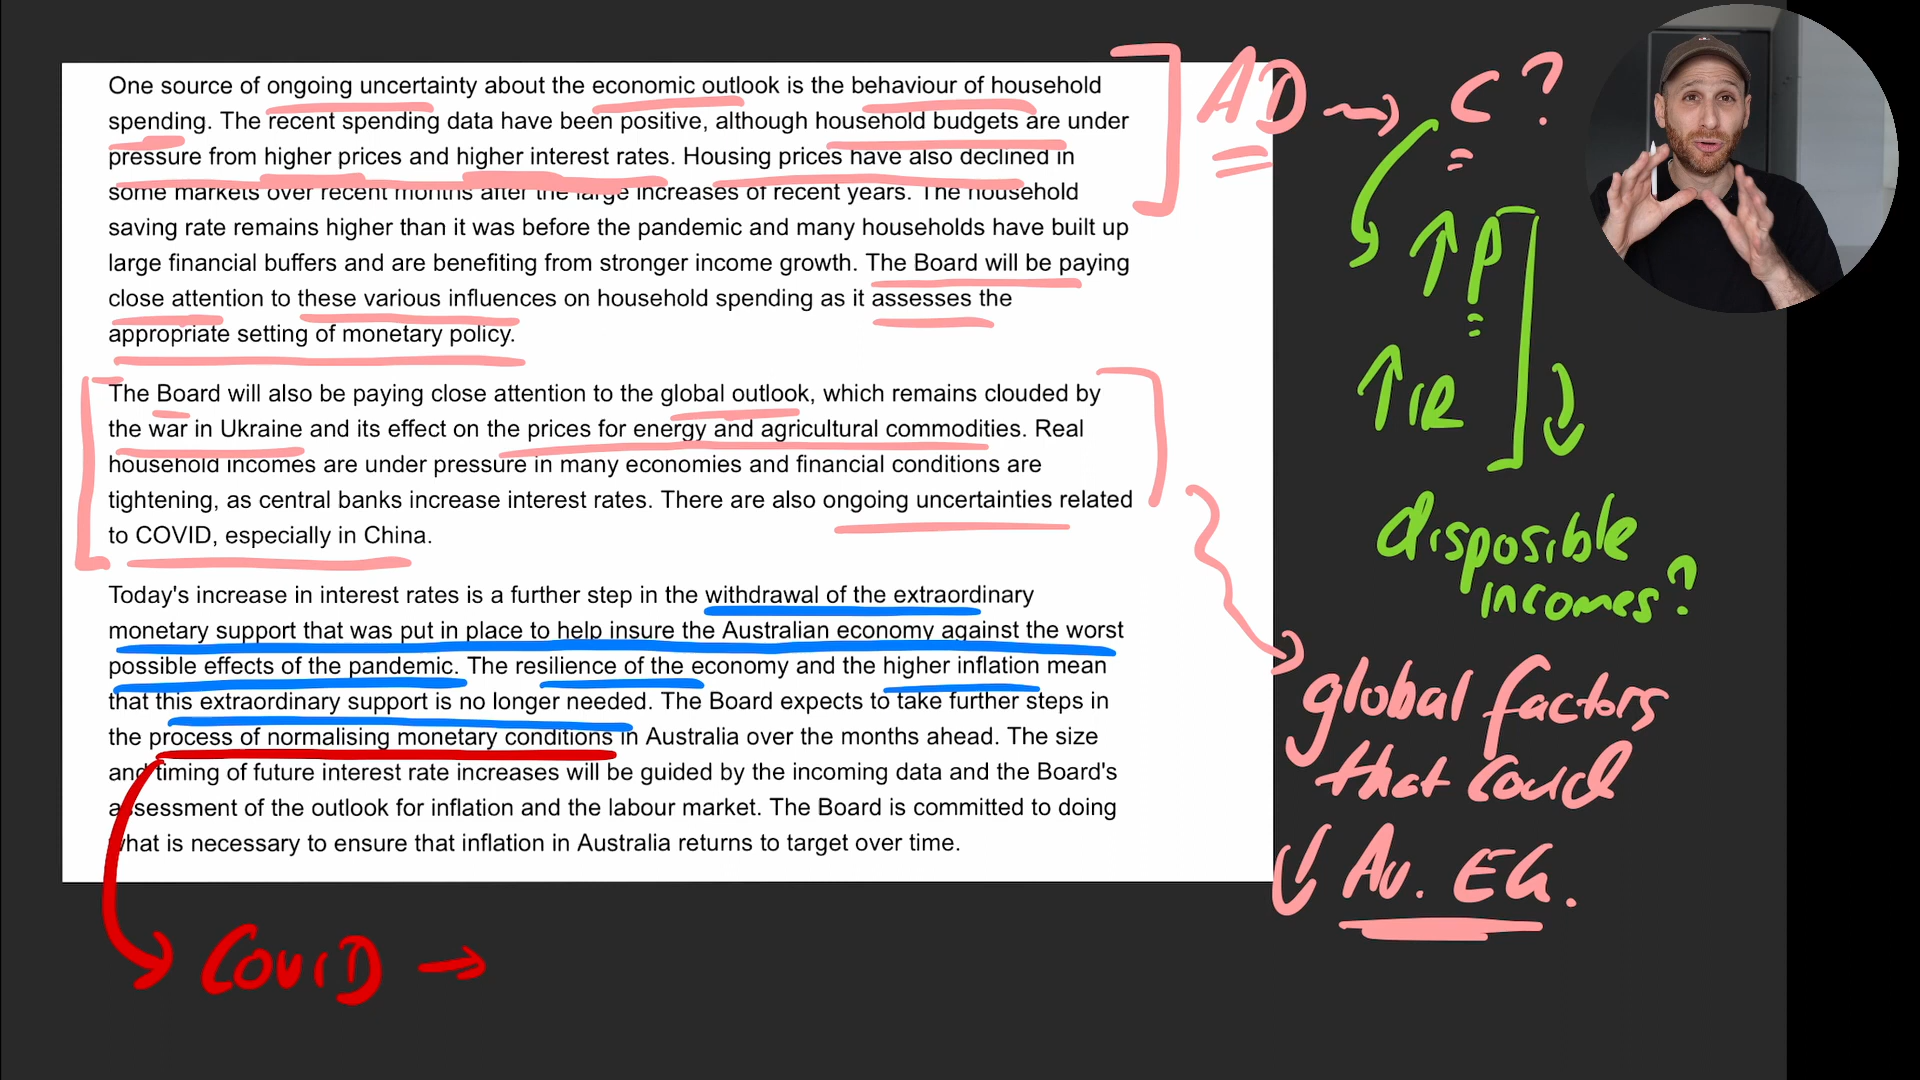 One source of ongoing uncertainty about the economic outlook is the behaviour of household
spending. The recent spending data have been positive, although household budgets are under
pressure from higher prices and higher interest rates. Housing prices have also declined in
some markets over recent months after the large increases of recent years. The household
saving rate remains higher than it was before the pandemic and many households have built up
large financial buffers and are benefiting from stronger income growth. The Board will be paying
close attention to these various influences on household spending as it assesses the
appropriate setting of monetary policy.
The Board will also be paying close attention to the global outlook, which remains clouded by
the war in Ukraine and its effect on the prices for energy and agricultural commodities. Real
household incomes are under pressure in many economies and financial conditions are
tightening, as central banks increase interest rates. There are also ongoing uncertainties related
to COVID, especially in China.
Today's increase in interest rates is a further step in the withdrawal of the extraordinary
monetary support that was put in place to help insure the Australian economy against the worst
possible effects of the pandemic. The resilience of the economy and the higher inflation mean
that this extraordinary support is no longer needed. The Board expects to take further steps in
the process of normalising monetary conditions in Australia over the months ahead. The size
and timing of future interest rate increases will be guided by the incoming data and the Board's
assessment of the outlook for inflation and the labour market. The Board is committed to doing
what is necessary to ensure that inflation in Australia returns to target over time.
AD → C?
↑ P
↑ IR
disposible
incomes?
global factors
that could
↓ Au. EG.
COVID →